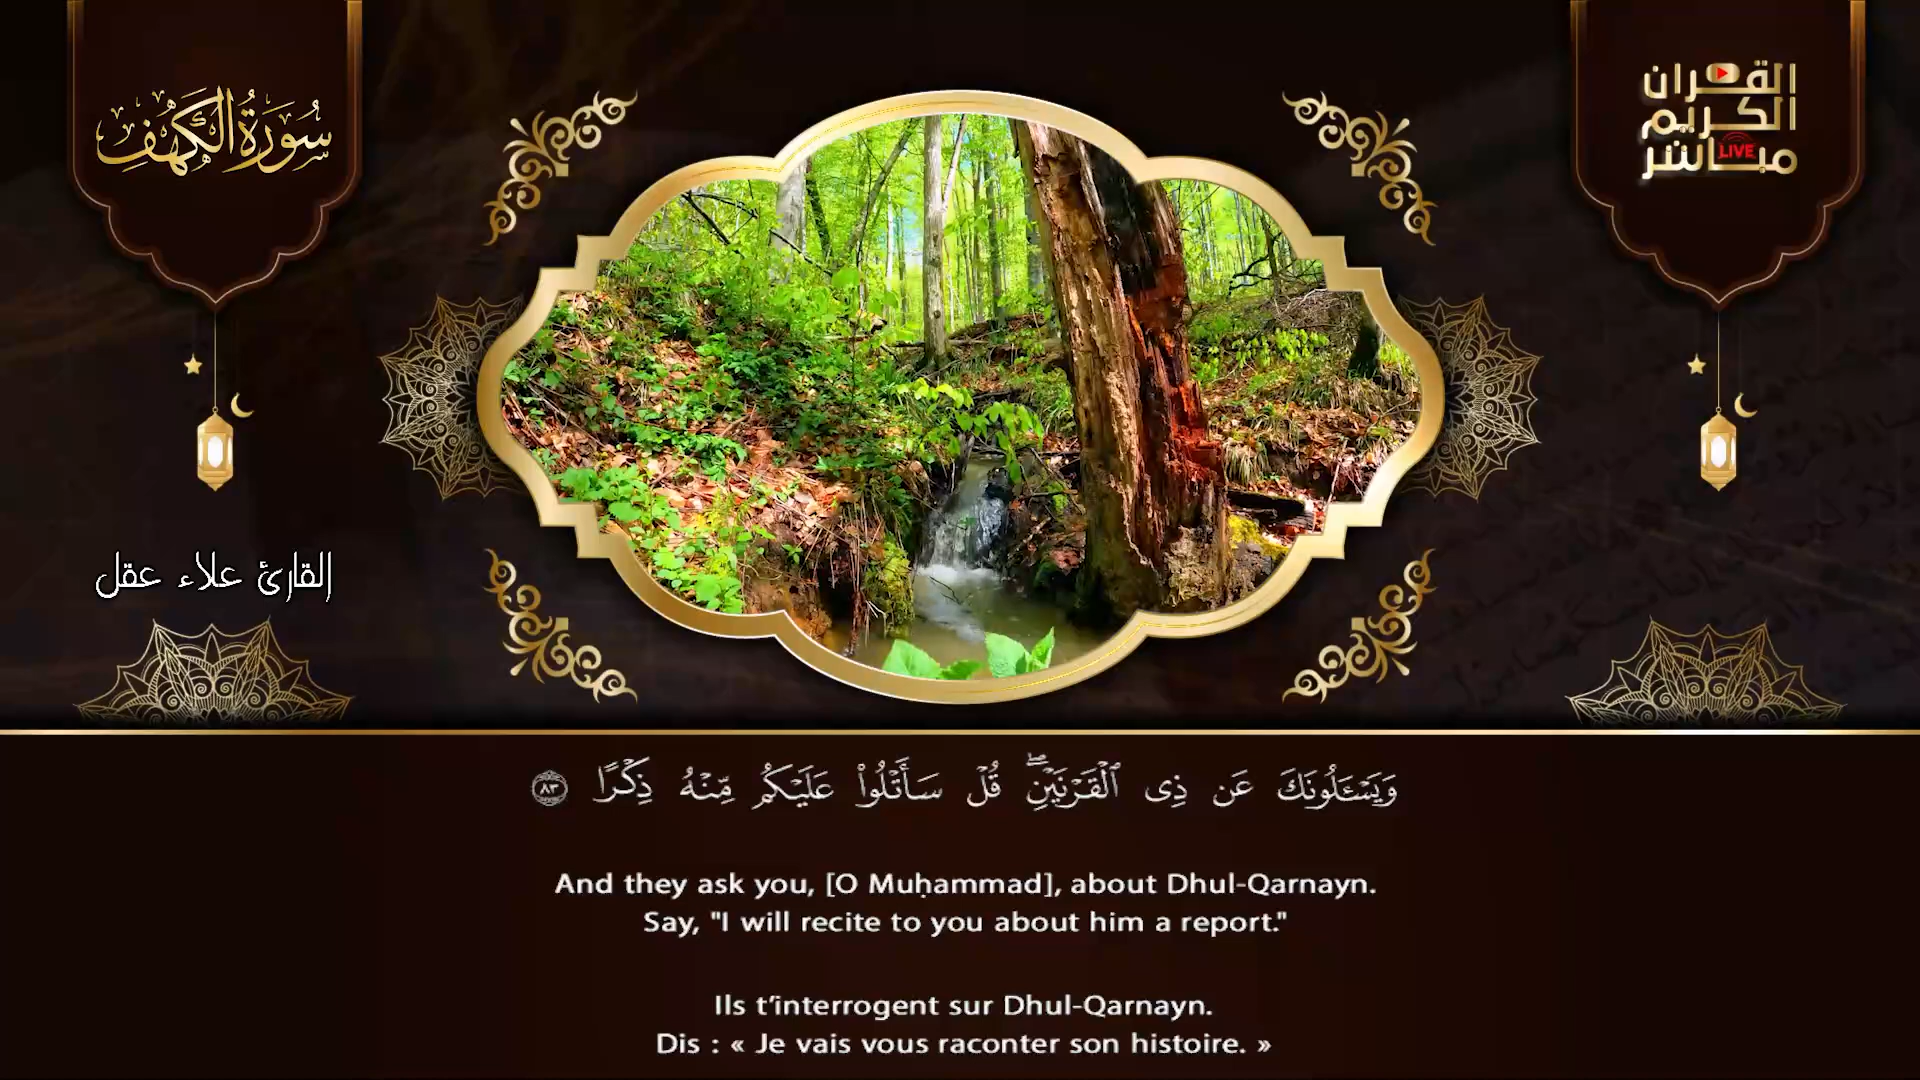 سُورَةُ الكَهْفِ
القرآن
الكريم
مباشر
LIVE
القارئ علاء عقل
وَيَسْـَٔلُونَكَ عَن ذِى ٱلْقَرْنَيْنِ ۖ قُلْ سَأَتْلُوا۟ عَلَيْكُم مِّنْهُ ذِكْرًا ٨٣
And they ask you, [O Muḥammad], about Dhul-Qarnayn.
Say, "I will recite to you about him a report."
Ils t’interrogent sur Dhul-Qarnayn.
Dis : « Je vais vous raconter son histoire. »